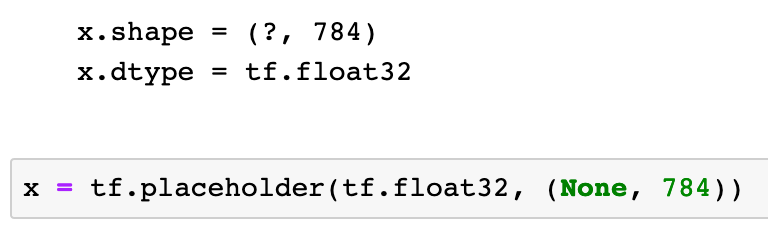 x.shape = (?, 784)
x.dtype = tf.float32
x = tf.placeholder(tf.float32, (None, 784))